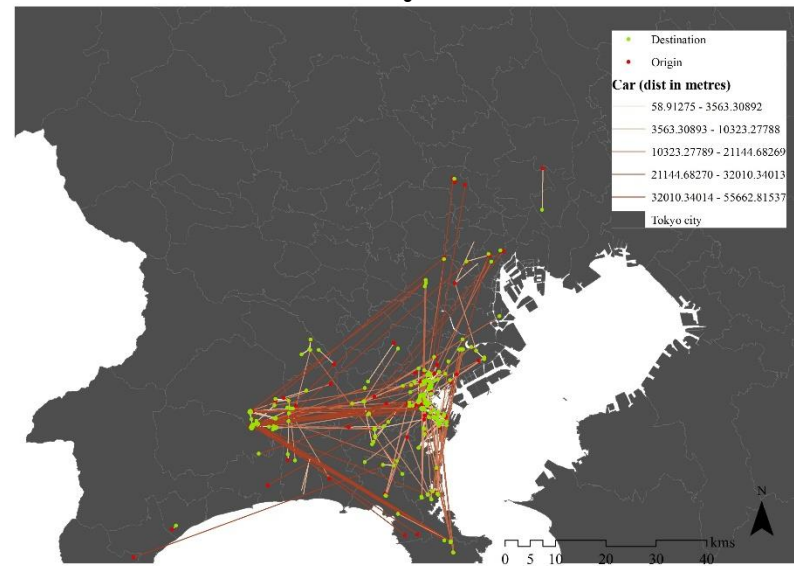 Destination
Origin
Car (dist in metres)
58.91275 - 3563.30892
3563.30893 - 10323.27788
10323.27789 - 21144.68269
21144.68270 - 32010.34013
32010.34014 - 55662.81537
Tokyo city
N
kms
0 5 10 20 30 40